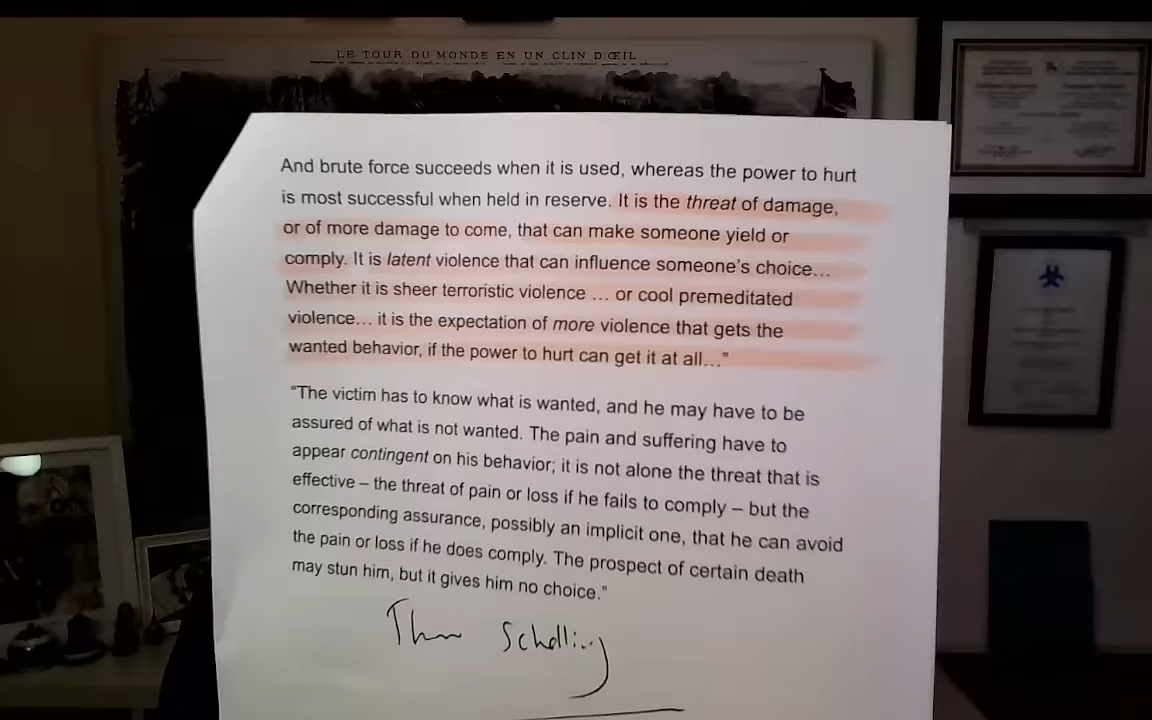 LE TOUR DU MONDE EN UN CLIN D'ŒIL
And brute force succeeds when it is used, whereas the power to hurt
is most successful when held in reserve. It is the threat of damage,
or of more damage to come, that can make someone yield or
comply. It is latent violence that can influence someone's choice…
Whether it is sheer terroristic violence … or cool premeditated
violence… it is the expectation of more violence that gets the
wanted behavior, if the power to hurt can get it at all…"
"The victim has to know what is wanted, and he may have to be
assured of what is not wanted. The pain and suffering have to
appear contingent on his behavior; it is not alone the threat that is
effective – the threat of pain or loss if he fails to comply – but the
corresponding assurance, possibly an implicit one, that he can avoid
the pain or loss if he does comply. The prospect of certain death
may stun him, but it gives him no choice."
Schelling